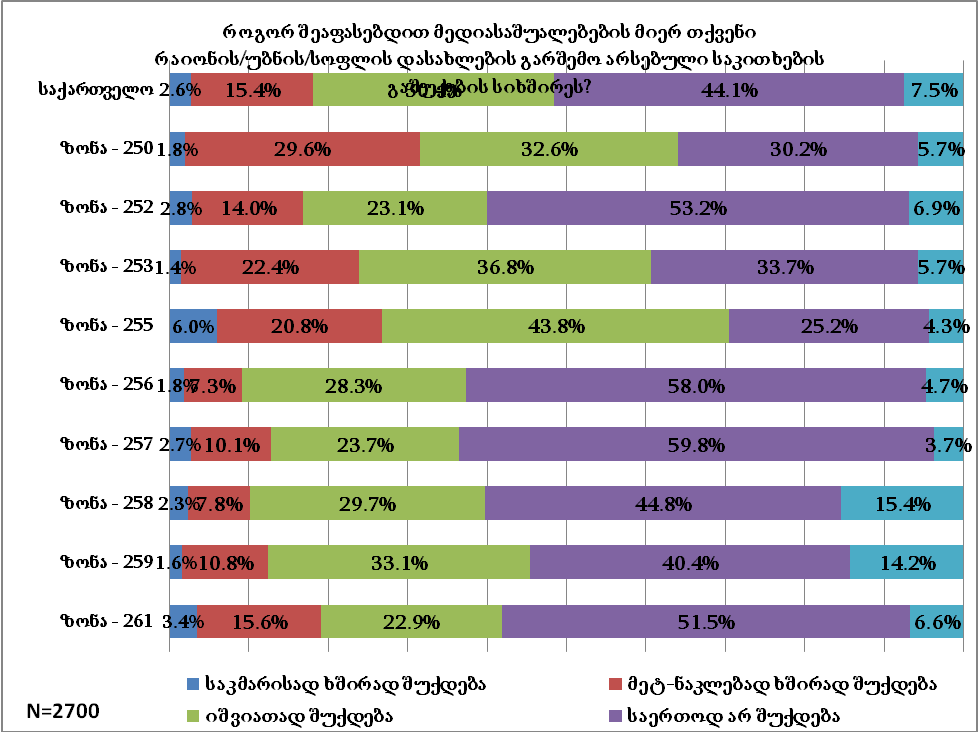 როგორ შეაფასებდით მედიასაშუალებების მიერ თქვენი
რაიონის/უბნის/სოფლის დასახლების გარშემო არსებული საკითხების
გაშუქების სიხშირეს?
საქართველო 2.6% 15.4% 30.4% 44.1% 7.5%
ზონა - 250 1.8% 29.6% 32.6% 30.2% 5.7%
ზონა - 252 2.8% 14.0% 23.1% 53.2% 6.9%
ზონა - 253 1.4% 22.4% 36.8% 33.7% 5.7%
ზონა - 255 6.0% 20.8% 43.8% 25.2% 4.3%
ზონა - 256 1.8% 7.3% 28.3% 58.0% 4.7%
ზონა - 257 2.7% 10.1% 23.7% 59.8% 3.7%
ზონა - 258 2.3% 7.8% 29.7% 44.8% 15.4%
ზონა - 259 1.6% 10.8% 33.1% 40.4% 14.2%
ზონა - 261 3.4% 15.6% 22.9% 51.5% 6.6%
საკმარისად ხშირად შუქდება მეტ-ნაკლებად ხშირად შუქდება
იშვიათად შუქდება საერთოდ არ შუქდება
N=2700